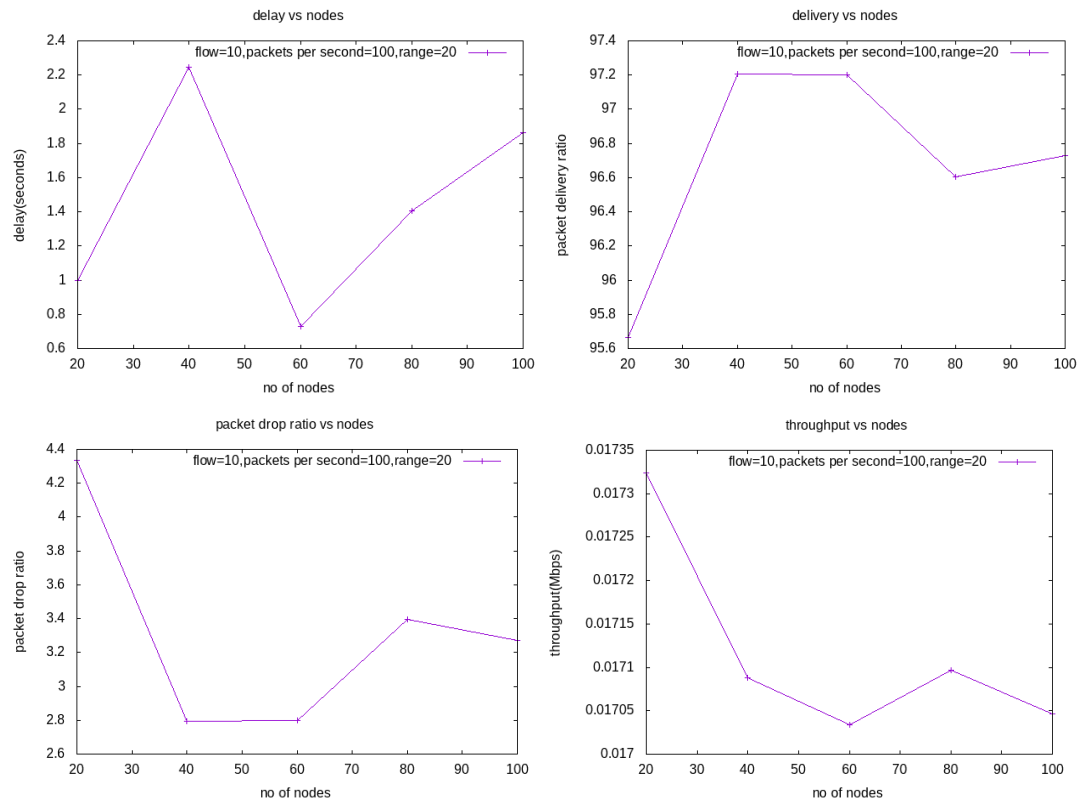 delay vs nodes
flow=10,packets per second=100,range=20
2.4
2.2
2
1.8
1.6
1.4
1.2
1
0.8
0.6
delay(seconds)
20 30 40 50 60 70 80 90 100
no of nodes
delivery vs nodes
flow=10,packets per second=100,range=20
97.4
97.2
97
96.8
96.6
96.4
96.2
96
95.8
95.6
packet delivery ratio
20 30 40 50 60 70 80 90 100
no of nodes
packet drop ratio vs nodes
flow=10,packets per second=100,range=20
4.4
4.2
4
3.8
3.6
3.4
3.2
3
2.8
2.6
packet drop ratio
20 30 40 50 60 70 80 90 100
no of nodes
throughput vs nodes
flow=10,packets per second=100,range=20
0.01735
0.0173
0.01725
0.0172
0.01715
0.0171
0.01705
0.017
throughput(Mbps)
20 30 40 50 60 70 80 90 100
no of nodes